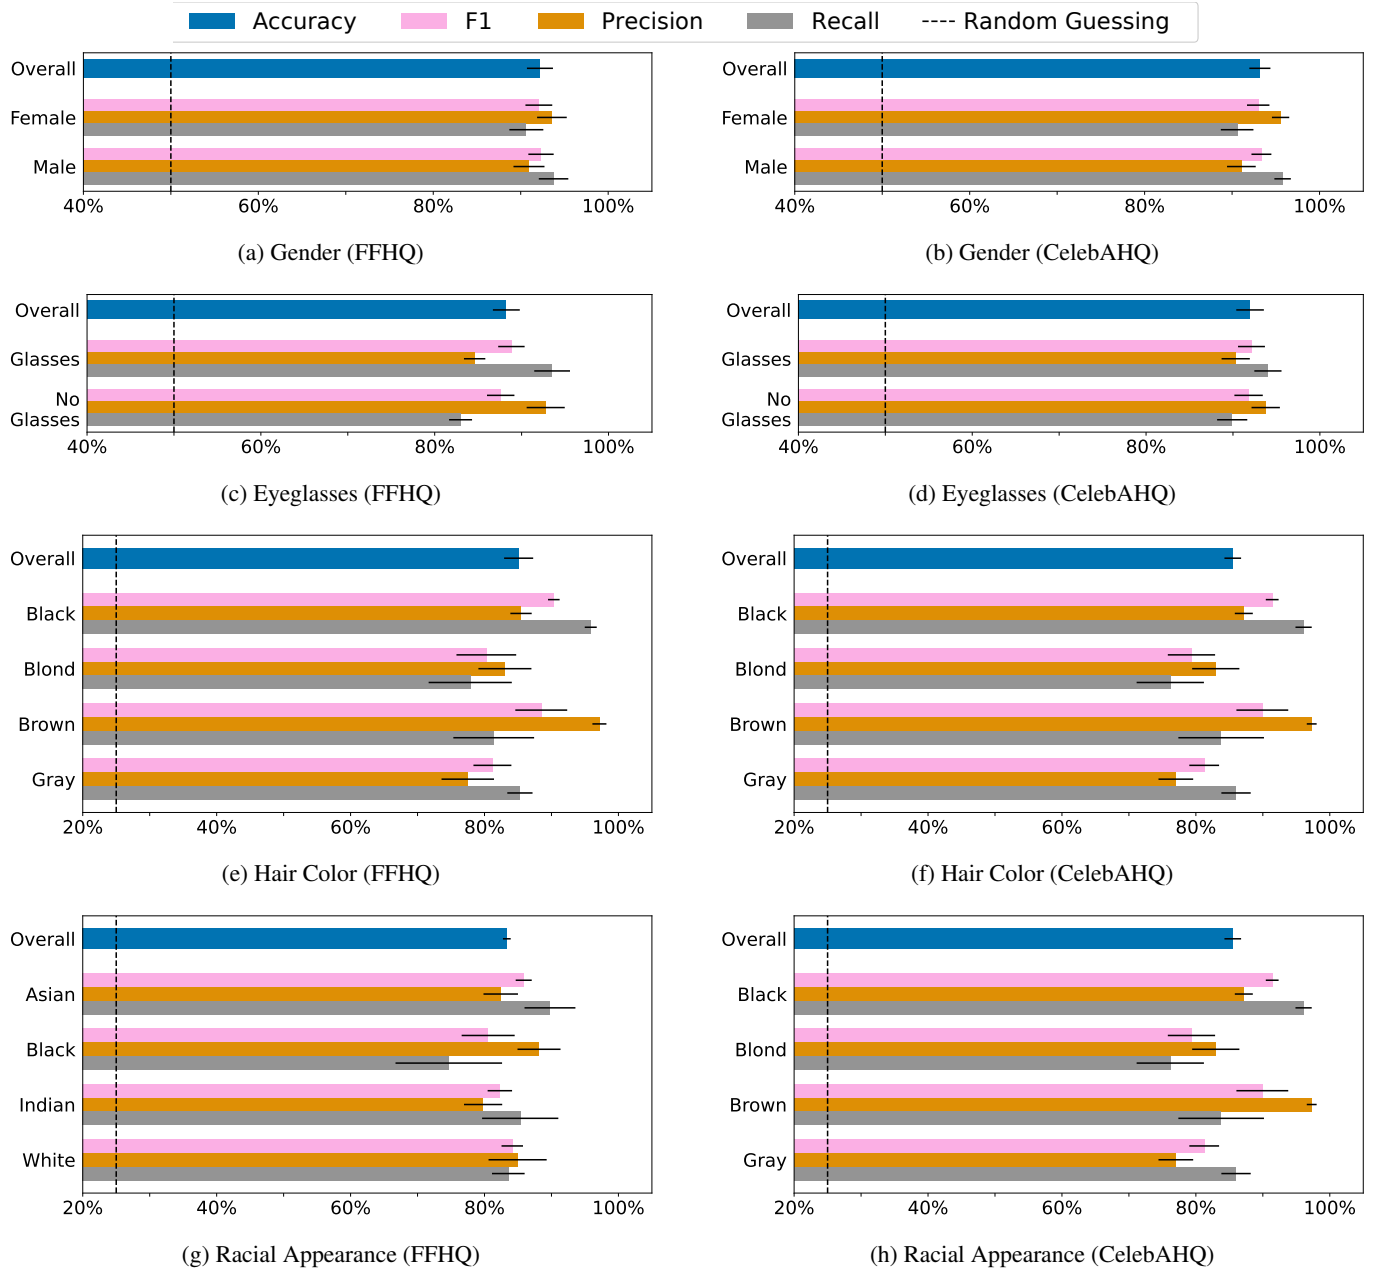 Accuracy F1 Precision Recall Random Guessing
Overall
Female
Male
40% 60% 80% 100%
(a) Gender (FFHQ)
Overall
Female
Male
40% 60% 80% 100%
(b) Gender (CelebAHQ)
Overall
Glasses
No
Glasses
40% 60% 80% 100%
(c) Eyeglasses (FFHQ)
Overall
Glasses
No
Glasses
40% 60% 80% 100%
(d) Eyeglasses (CelebAHQ)
Overall
Black
Blond
Brown
Gray
20% 40% 60% 80% 100%
(e) Hair Color (FFHQ)
Overall
Black
Blond
Brown
Gray
20% 40% 60% 80% 100%
(f) Hair Color (CelebAHQ)
Overall
Asian
Black
Indian
White
20% 40% 60% 80% 100%
(g) Racial Appearance (FFHQ)
Overall
Black
Blond
Brown
Gray
20% 40% 60% 80% 100%
(h) Racial Appearance (CelebAHQ)